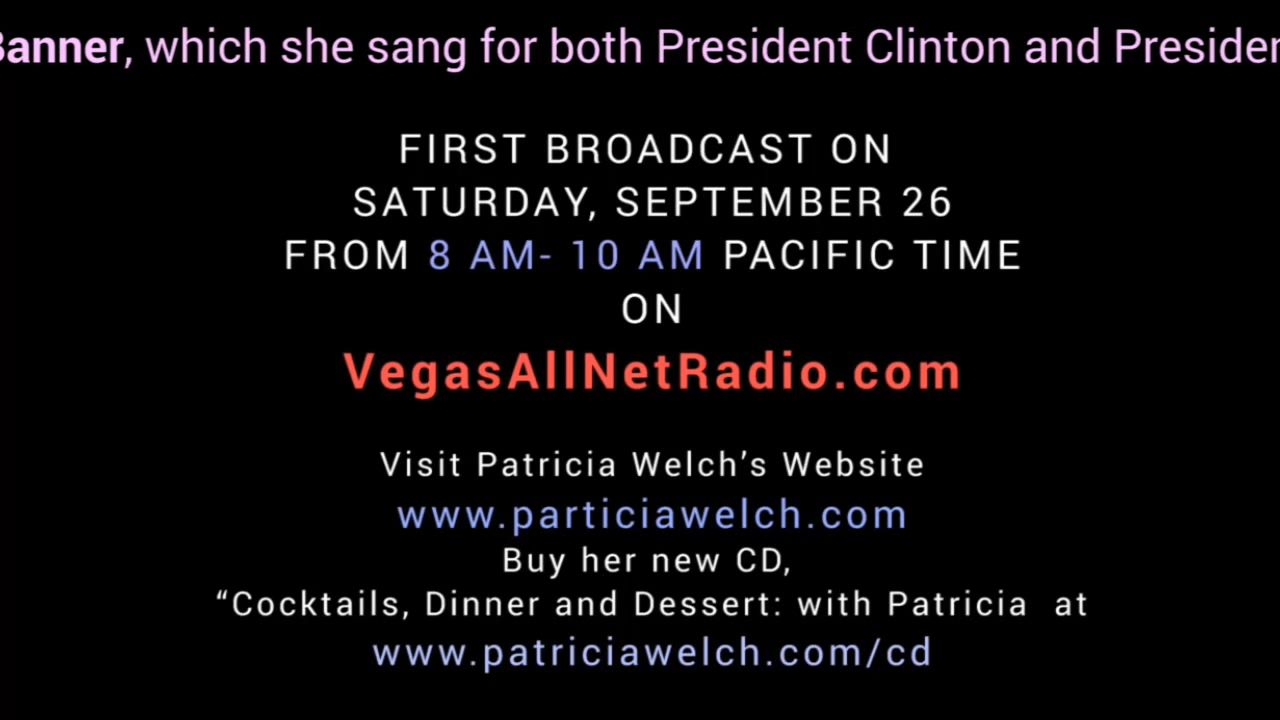 Banner, which she sang for both President Clinton and Presiden
FIRST BROADCAST ON
SATURDAY, SEPTEMBER 26
FROM 8 AM- 10 AM PACIFIC TIME
ON
VegasAllNetRadio.com
Visit Patricia Welch’s Website
www.particiawelch.com
Buy her new CD,
“Cocktails, Dinner and Dessert: with Patricia at
www.patriciawelch.com/cd